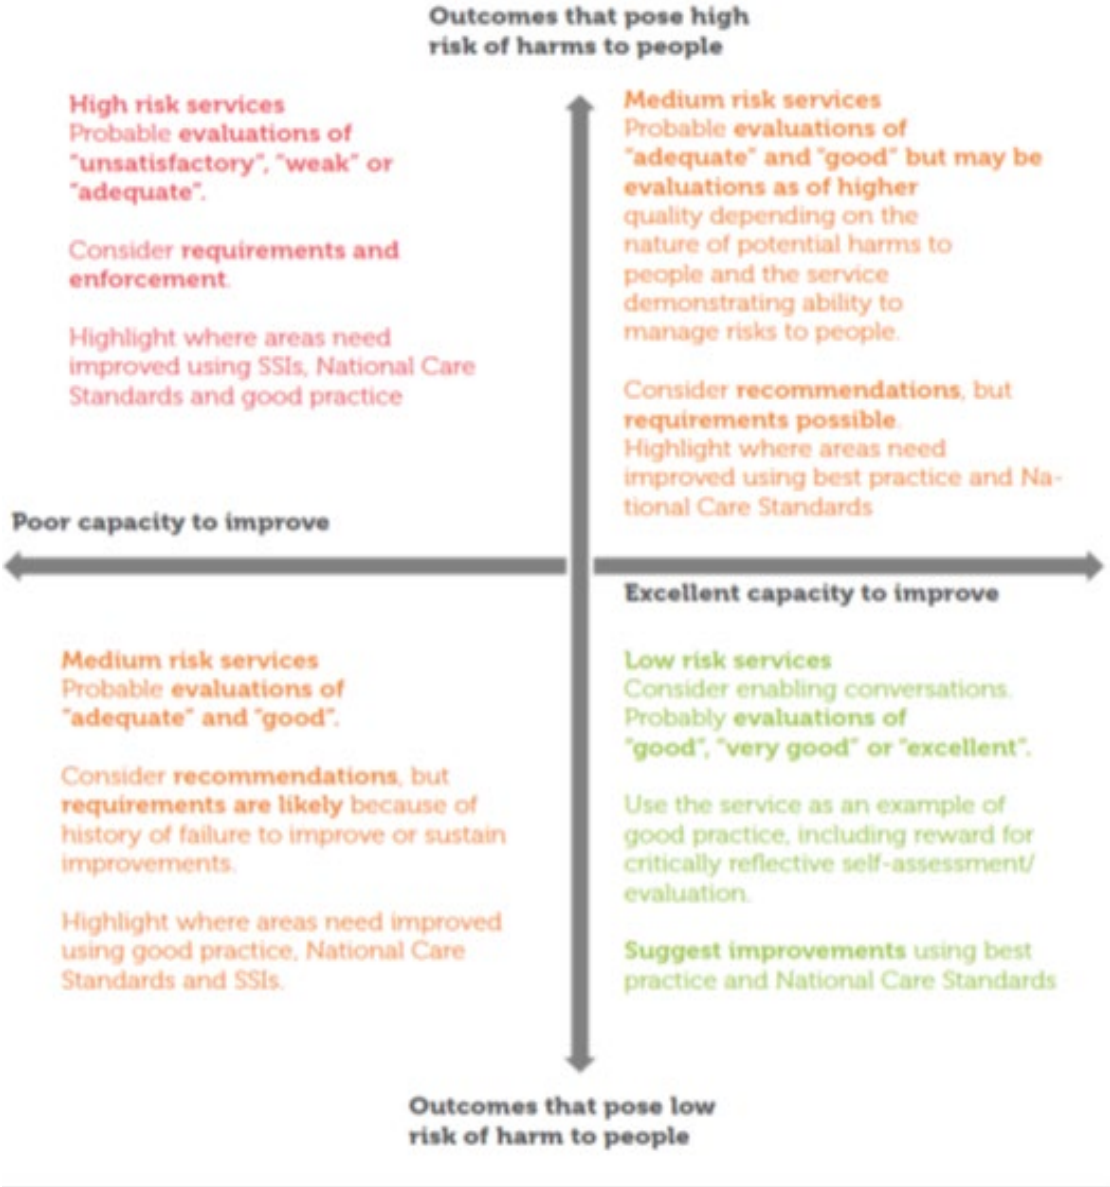 Outcomes that pose high
risk of harms to people
High risk services
Probable evaluations of
"unsatisfactory", "weak" or
"adequate".
Consider requirements and
enforcement.
Highlight where areas need
improved using SSIs, National Care
Standards and good practice
Medium risk services
Probable evaluations of
"adequate" and "good" but may be
evaluations as of higher
quality depending on the
nature of potential harms to
people and the service
demonstrating ability to
manage risks to people.
Consider recommendations, but
requirements possible.
Highlight where areas need
improved using best practice and Na-
tional Care Standards
Poor capacity to improve
Excellent capacity to improve
Medium risk services
Probable evaluations of
"adequate" and "good".
Consider recommendations, but
requirements are likely because of
history of failure to improve or sustain
improvements.
Highlight where areas need improved
using good practice, National Care
Standards and SSIs.
Low risk services
Consider enabling conversations.
Probably evaluations of
"good", "very good" or "excellent".
Use the service as an example of
good practice, including reward for
critically reflective self-assessment/
evaluation.
Suggest improvements using best
practice and National Care Standards
Outcomes that pose low
risk of harm to people